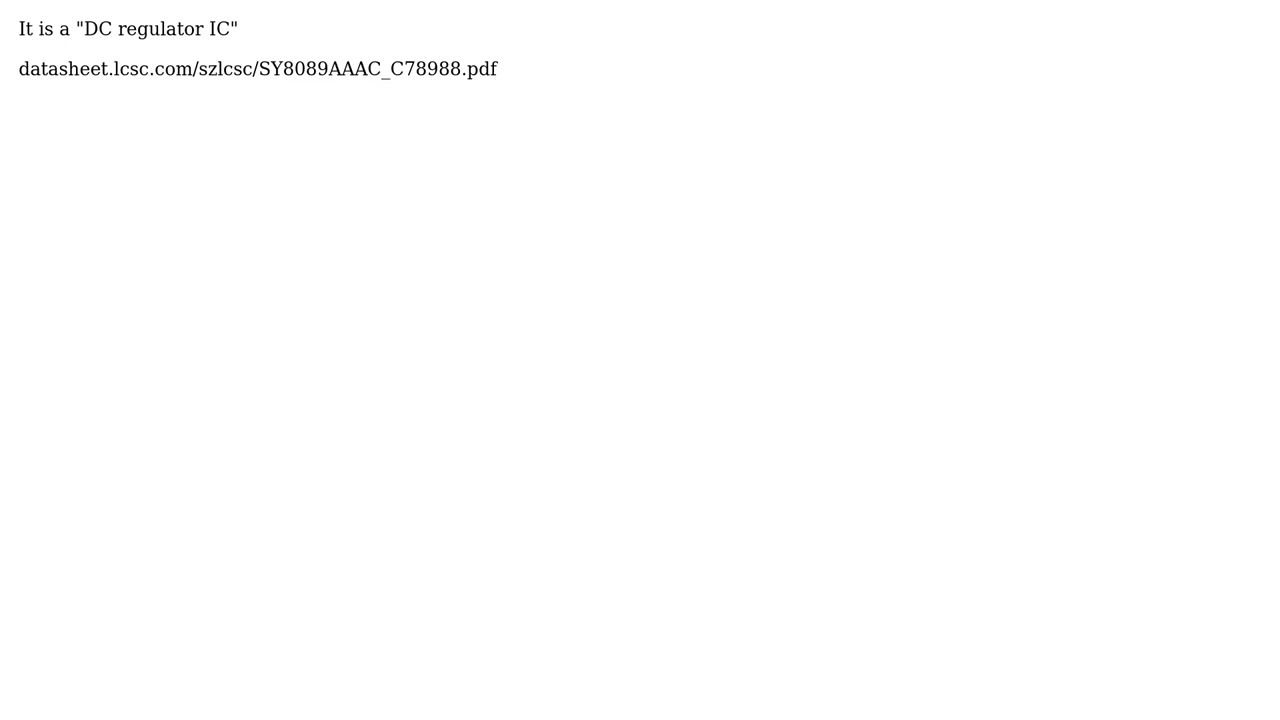 It is a "DC regulator IC"
datasheet.lcsc.com/szlcsc/SY8089AAAC_C78988.pdf